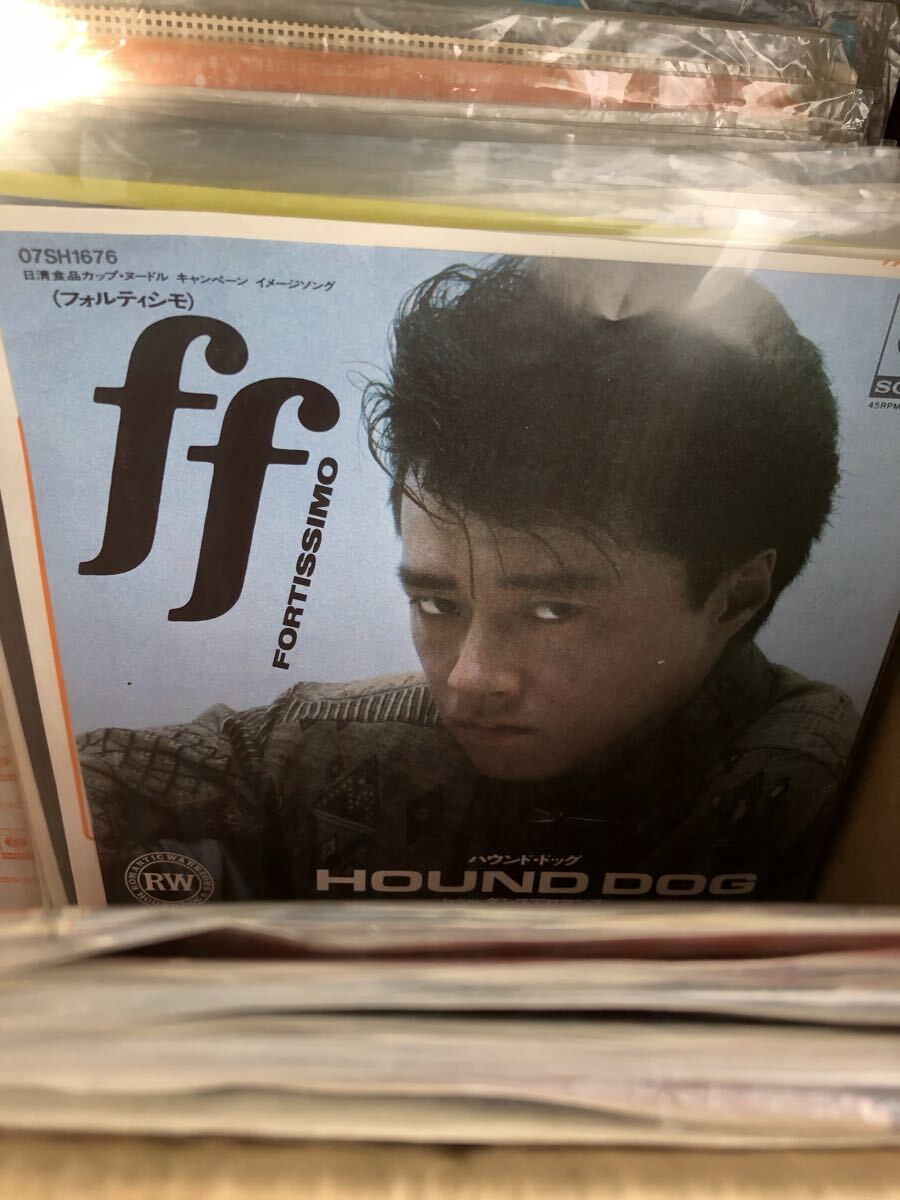 07SH1676
日清食品カップ・ヌードル キャンペーン イメージソング
(フォルティシモ)
ff
FORTISSIMO
45RPM
ROMANTIC WARRIORS
RW
ハウンド・ドッグ
HOUND DOG